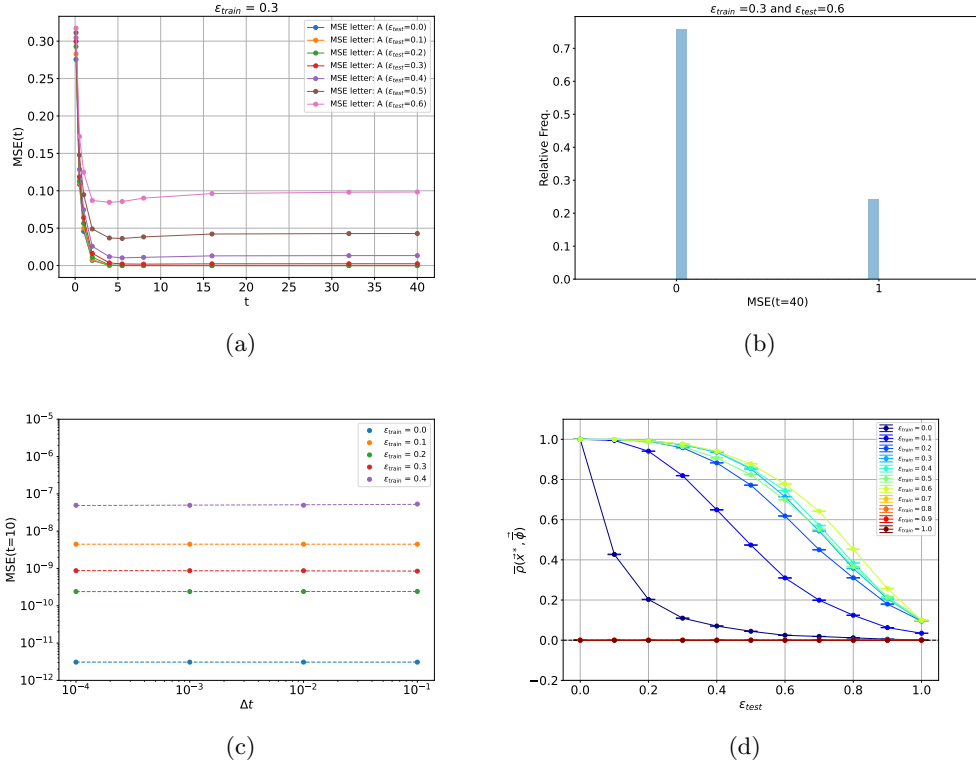 ε_train = 0.3
0.30
0.25
0.20
0.15
0.10
0.05
0.00
MSE(t)
0 5 10 15 20 25 30 35 40
t
MSE letter: A (ε_test=0.0)
MSE letter: A (ε_test=0.1)
MSE letter: A (ε_test=0.2)
MSE letter: A (ε_test=0.3)
MSE letter: A (ε_test=0.4)
MSE letter: A (ε_test=0.5)
MSE letter: A (ε_test=0.6)
(a)
ε_train =0.3 and ε_test=0.6
0.7
0.6
0.5
0.4
0.3
0.2
0.1
0.0
Relative Freq.
0 1
MSE(t=40)
(b)
10⁻⁵
10⁻⁶
10⁻⁷
10⁻⁸
10⁻⁹
10⁻¹⁰
10⁻¹¹
10⁻¹²
MSE(t=10)
10⁻⁴ 10⁻³ 10⁻² 10⁻¹
Δt
ε_train = 0.0
ε_train = 0.1
ε_train = 0.2
ε_train = 0.3
ε_train = 0.4
(c)
1.0
0.8
0.6
0.4
0.2
0.0
−0.2
ρ̅(x⃗*, ϕ⃗̅)
0.0 0.2 0.4 0.6 0.8 1.0
ε_test
ε_train = 0.0
ε_train = 0.1
ε_train = 0.2
ε_train = 0.3
ε_train = 0.4
ε_train = 0.5
ε_train = 0.6
ε_train = 0.7
ε_train = 0.8
ε_train = 0.9
ε_train = 1.0
(d)